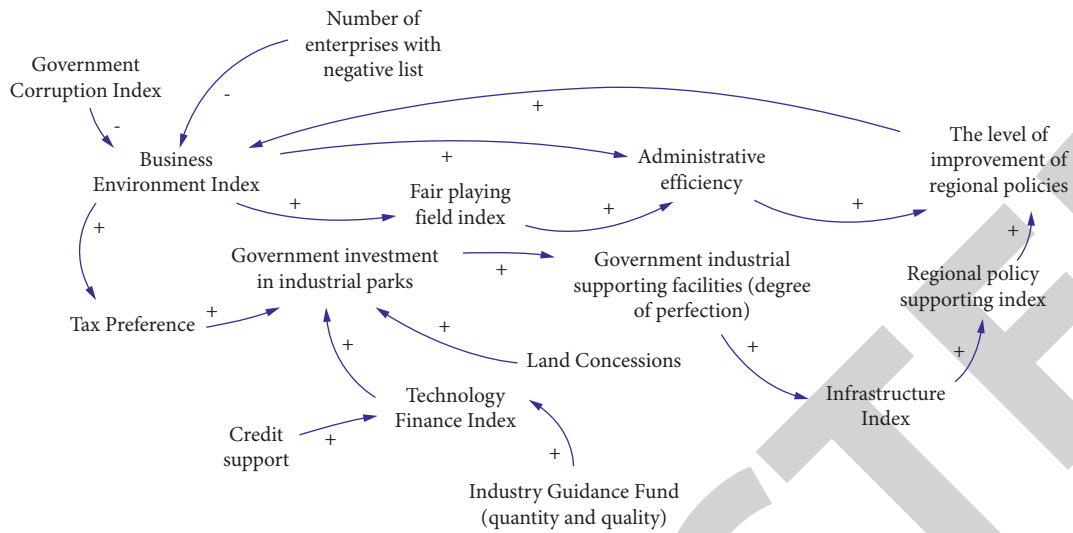 Number of
enterprises with
negative list
Government
Corruption Index
-
-
+
The level of
improvement of
regional policies
Business
Environment Index
+
Administrative
efficiency
Fair playing
field index
+
+
+
+
+
Government investment
in industrial parks
+
Government industrial
supporting facilities (degree
of perfection)
Regional policy
supporting index
Tax Preference
+
+
+
Land Concessions
+
+
Technology
Finance Index
Infrastructure
Index
Credit
support
+
+
Industry Guidance Fund
(quantity and quality)